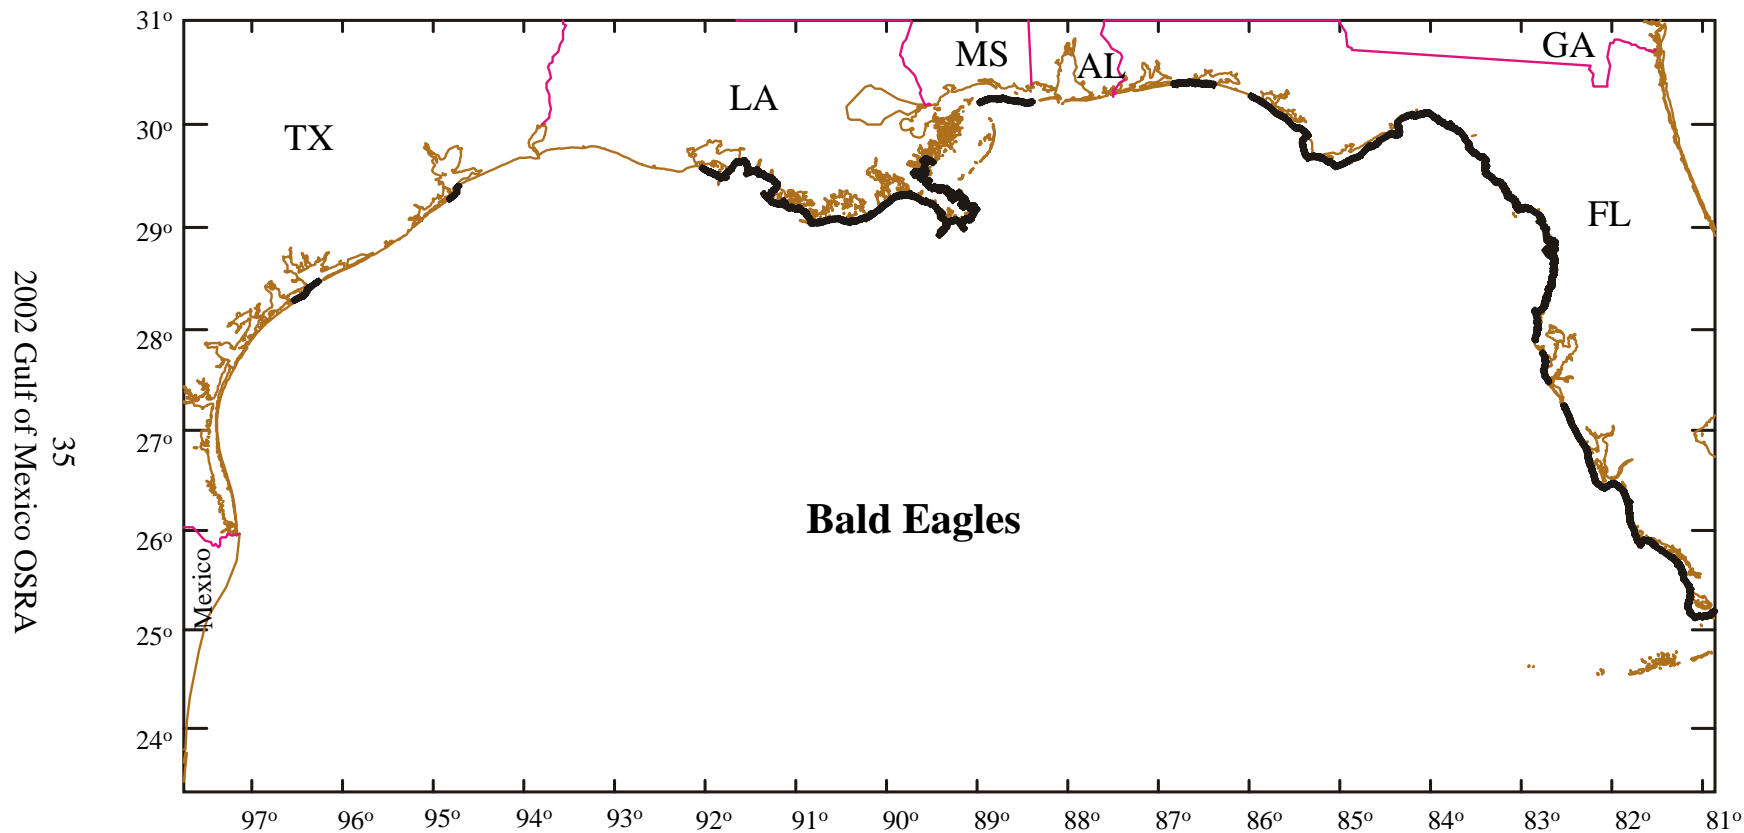 31°
30°
29°
28°
27°
26°
25°
24°
TX
LA
MS
AL
GA
FL
Mexico
Bald Eagles
97° 96° 95° 94° 93° 92° 91° 90° 89° 88° 87° 86° 85° 84° 83° 82° 81°
35
2002 Gulf of Mexico OSRA